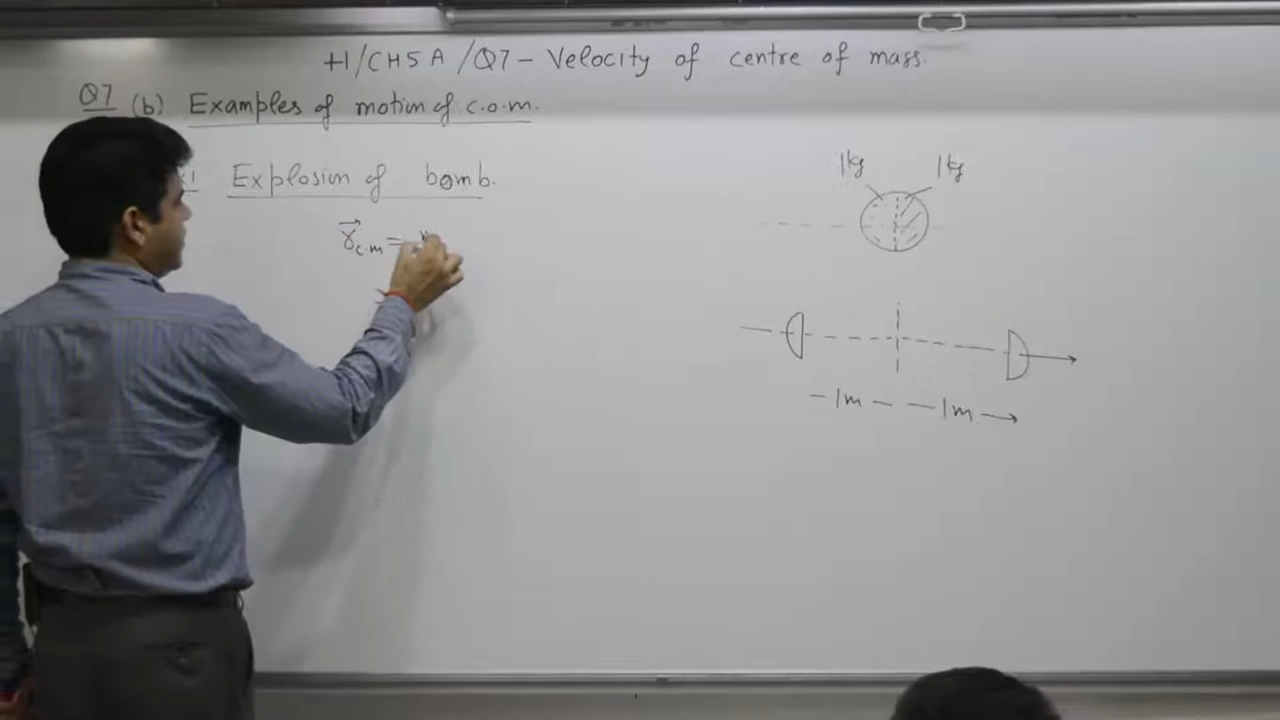 H/CH5A/Q7 - Velocity of centre of mass.
Q7 (b) Examples of motion of c.o.m.
Explosion of bomb.
r⃗c.m =
1kg 1kg
1m 1m